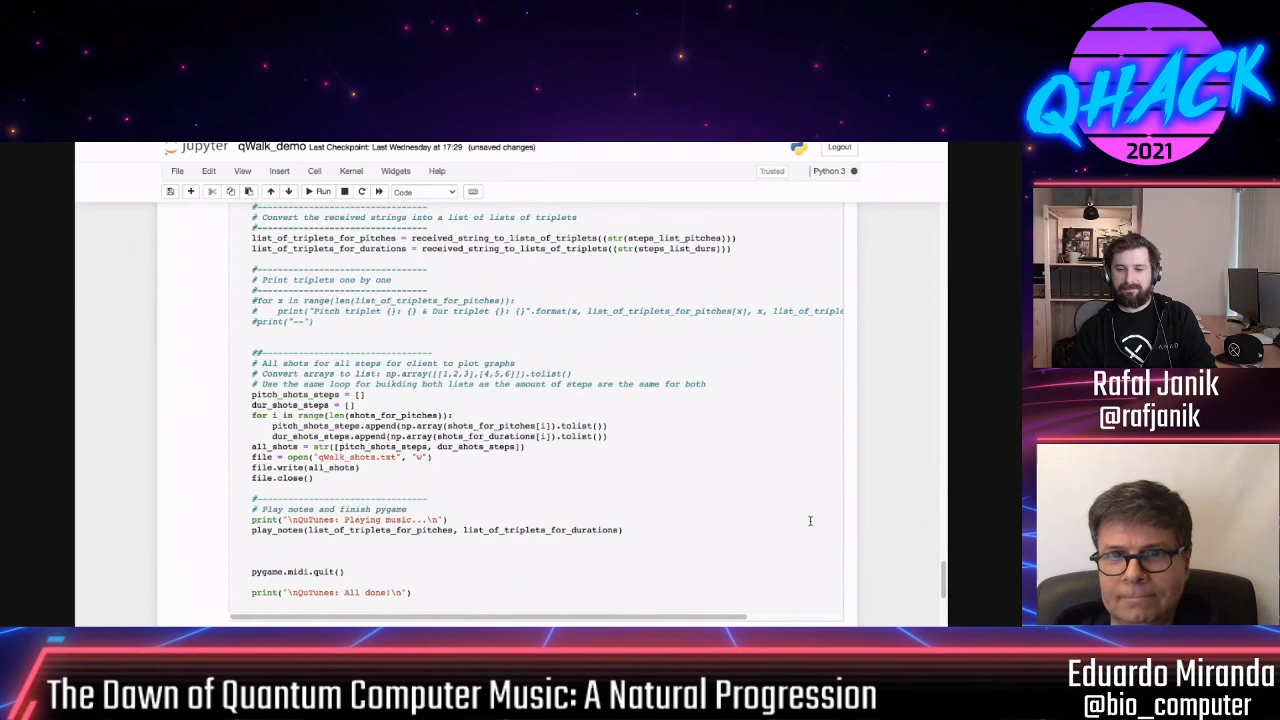 QHACK
2021
jupyter qWalk_demo Last Checkpoint: Last Wednesday at 17:29 (unsaved changes)
Logout
File Edit View Insert Cell Kernel Widgets Help
Trusted
Python 3
Run
Code
#--------------------------------
# Convert the received strings into a list of lists of triplets
#--------------------------------
list_of_triplets_for_pitches = received_string_to_lists_of_triplets((str(steps_list_pitches)))
list_of_triplets_for_durations = received_string_to_lists_of_triplets((str(steps_list_durs)))
#--------------------------------
# Print triplets one by one
#--------------------------------
#for x in range(len(list_of_triplets_for_pitches)):
#    print("Pitch triplet {}: {} & Dur triplet {}: {}".format(x, list_of_triplets_for_pitches[x], x, list_of_triple
#print("--")
##--------------------------------
# All shots for all steps for client to plot graphs
# Convert arrays to list: np.array([[1,2,3],[4,5,6]]).tolist()
# Use the same loop for buikding both lists as the amount of steps are the same for both
pitch_shots_steps = []
dur_shots_steps = []
for i in range(len(shots_for_pitches)):
    pitch_shots_steps.append(np.array(shots_for_pitches[i]).tolist())
    dur_shots_steps.append(np.array(shots_for_durations[i]).tolist())
all_shots = str([pitch_shots_steps, dur_shots_steps])
file = open("qWalk_shots.txt", "w")
file.write(all_shots)
file.close()
#--------------------------------
# Play notes and finish pygame
print("\nQuTunes: Playing music...\n")
play_notes(list_of_triplets_for_pitches, list_of_triplets_for_durations)
pygame.midi.quit()
print("\nQuTunes: All done!\n")
Rafal Janik
@rafjanik
Eduardo Miranda
@bio_computer
The Dawn of Quantum Computer Music: A Natural Progression